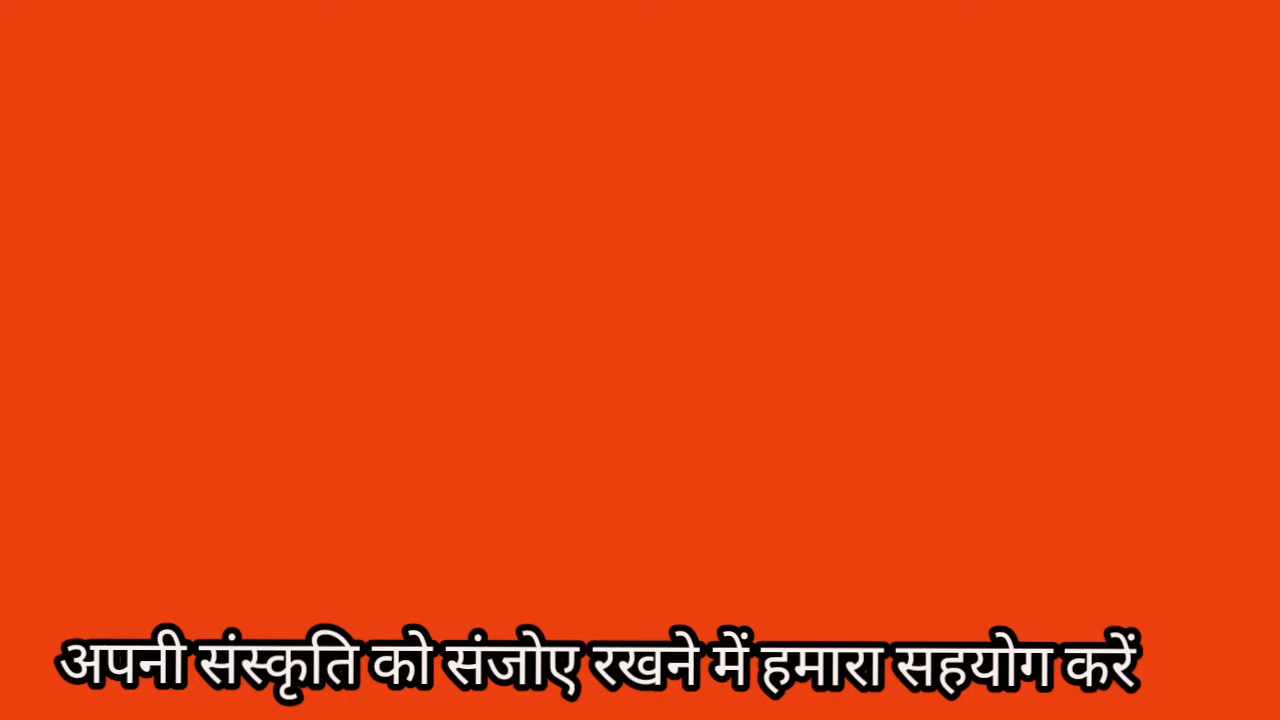 अपनी संस्कृति को संजोए रखने में हमारा सहयोग करें